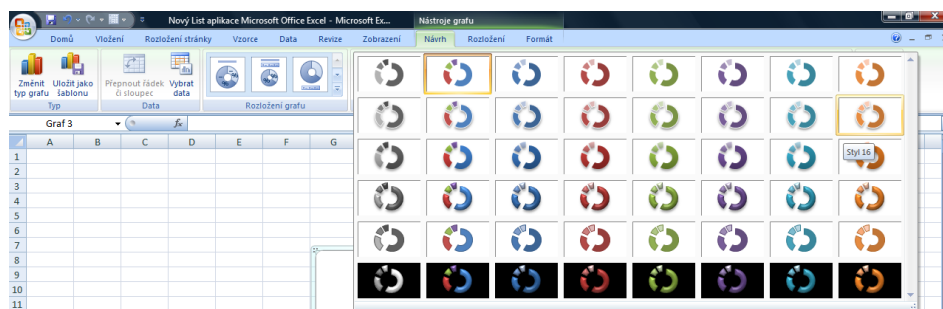 Nový List aplikace Microsoft Office Excel - Microsoft Ex...
Nástroje grafu
Domů Vložení Rozložení stránky Vzorce Data Revize Zobrazení Návrh Rozložení Formát
Změnit typ grafu
Uložit jako šablonu
Přepnout řádek či sloupec
Vybrat data
Typ Data Rozložení grafu
Graf 3 fx
A B C D E F G
Styl 16
1
2
3
4
5
6
7
8
9
10
11